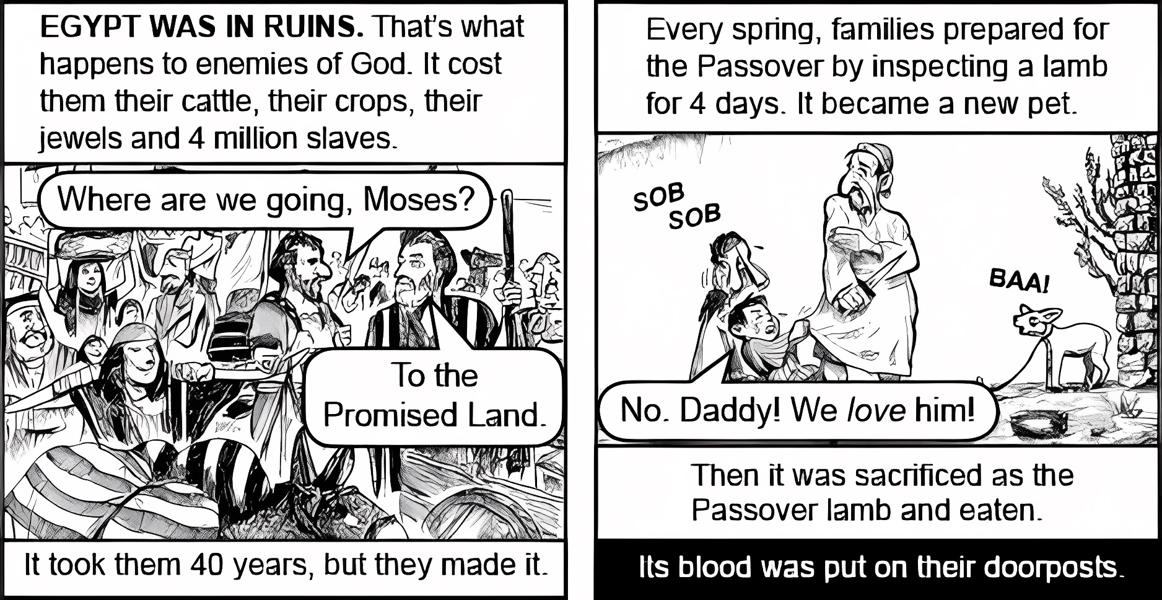 EGYPT WAS IN RUINS. That's what
happens to enemies of God. It cost
them their cattle, their crops, their
jewels and 4 million slaves.
Where are we going, Moses?
To the
Promised Land.
It took them 40 years, but they made it.
Every spring, families prepared for
the Passover by inspecting a lamb
for 4 days. It became a new pet.
SOB
SOB
BAA!
No. Daddy! We love him!
Then it was sacrificed as the
Passover lamb and eaten.
Its blood was put on their doorposts.